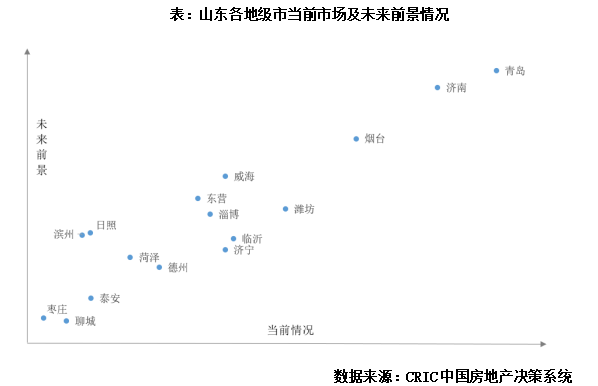 表：山东各地级市当前市场及未来前景情况
未来前景
青岛
济南
烟台
威海
东营
淄博
潍坊
日照
滨州
临沂
济宁
菏泽
德州
泰安
枣庄
聊城
当前情况
数据来源：CRIC中国房地产决策系统